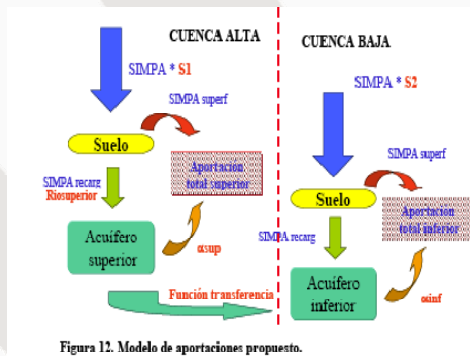 CUENCA ALTA
SIMPA * S1
SIMPA superf
Suelo
Aportación
total superior
SIMPA recarg
Riosuperior
Acuífero
superior
αsup
Función transferencia
CUENCA BAJA
SIMPA * S2
SIMPA superf
Suelo
Aportación
total inferior
SIMPA recarg
Acuífero
inferior
αinf
Figura 12. Modelo de aportaciones propuesto.